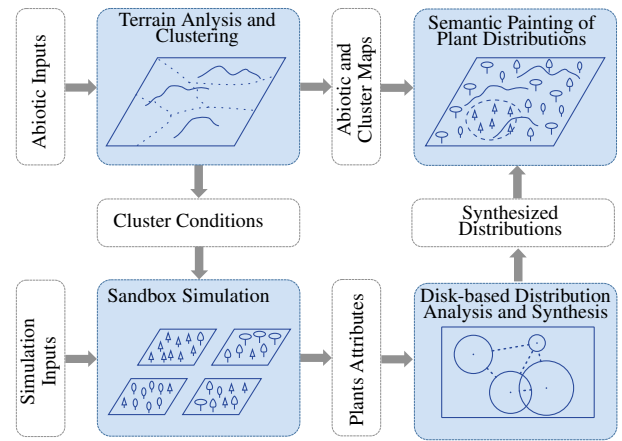 Abiotic Inputs
Terrain Anlysis and
Clustering
Abiotic and
Cluster Maps
Semantic Painting of
Plant Distributions
Cluster Conditions
Synthesized
Distributions
Simulation
Inputs
Sandbox Simulation
Plants Attributes
Disk-based Distribution
Analysis and Synthesis